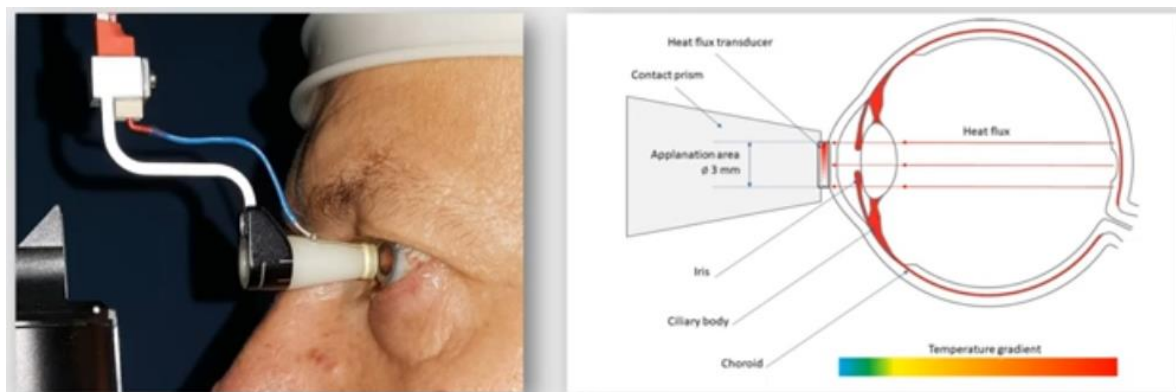 Heat flux transducer
Contact prism
Heat flux
Applanation area
ø 3 mm
Iris
Ciliary body
Choroid
Temperature gradient